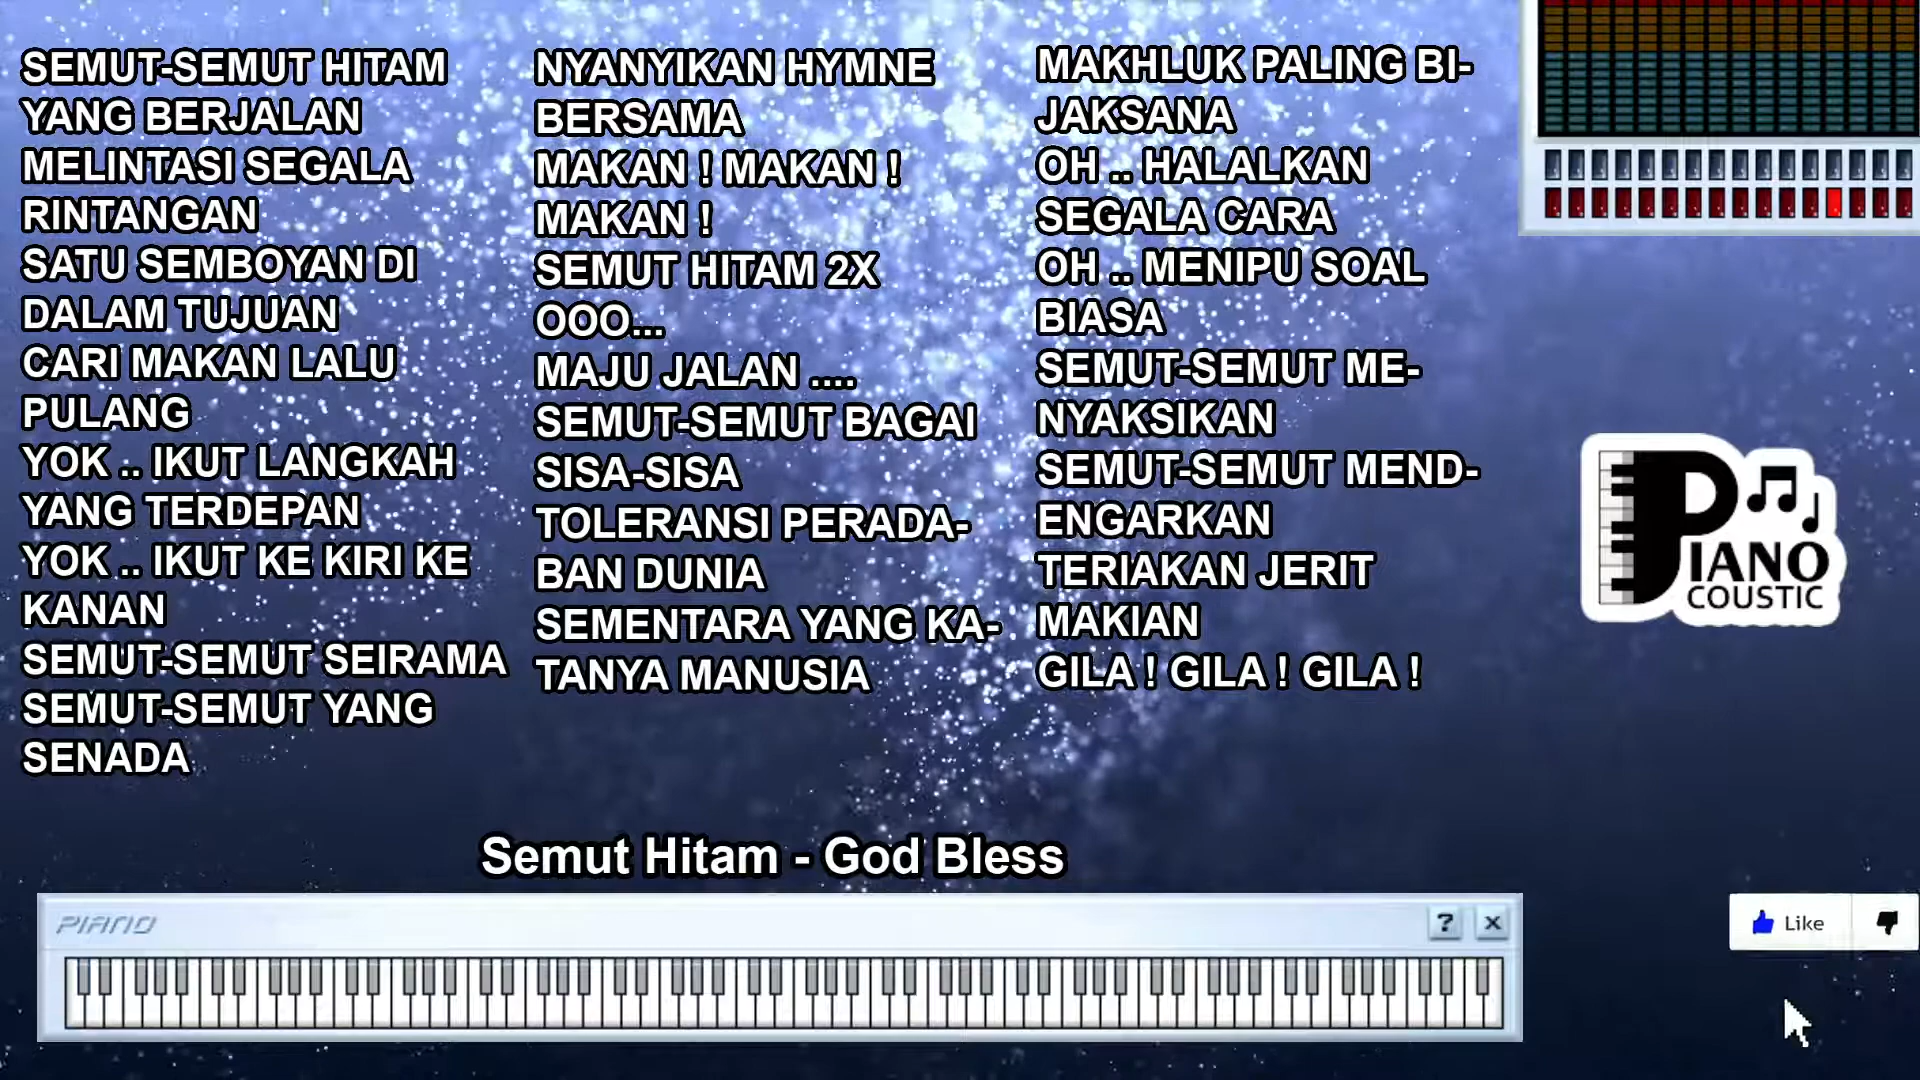 SEMUT-SEMUT HITAM
YANG BERJALAN
MELINTASI SEGALA
RINTANGAN
SATU SEMBOYAN DI
DALAM TUJUAN
CARI MAKAN LALU
PULANG
YOK .. IKUT LANGKAH
YANG TERDEPAN
YOK .. IKUT KE KIRI KE
KANAN
SEMUT-SEMUT SEIRAMA
SEMUT-SEMUT YANG
SENADA
NYANYIKAN HYMNE
BERSAMA
MAKAN ! MAKAN !
MAKAN !
SEMUT HITAM 2X
OOO...
MAJU JALAN ....
SEMUT-SEMUT BAGAI
SISA-SISA
TOLERANSI PERADA-
BAN DUNIA
SEMENTARA YANG KA-
TANYA MANUSIA
MAKHLUK PALING BI-
JAKSANA
OH .. HALALKAN
SEGALA CARA
OH .. MENIPU SOAL
BIASA
SEMUT-SEMUT ME-
NYAKSIKAN
SEMUT-SEMUT MEND-
ENGARKAN
TERIAKAN JERIT
MAKIAN
GILA ! GILA ! GILA !
PIANO
COUSTIC
Semut Hitam - God Bless
PIANO
? x
Like